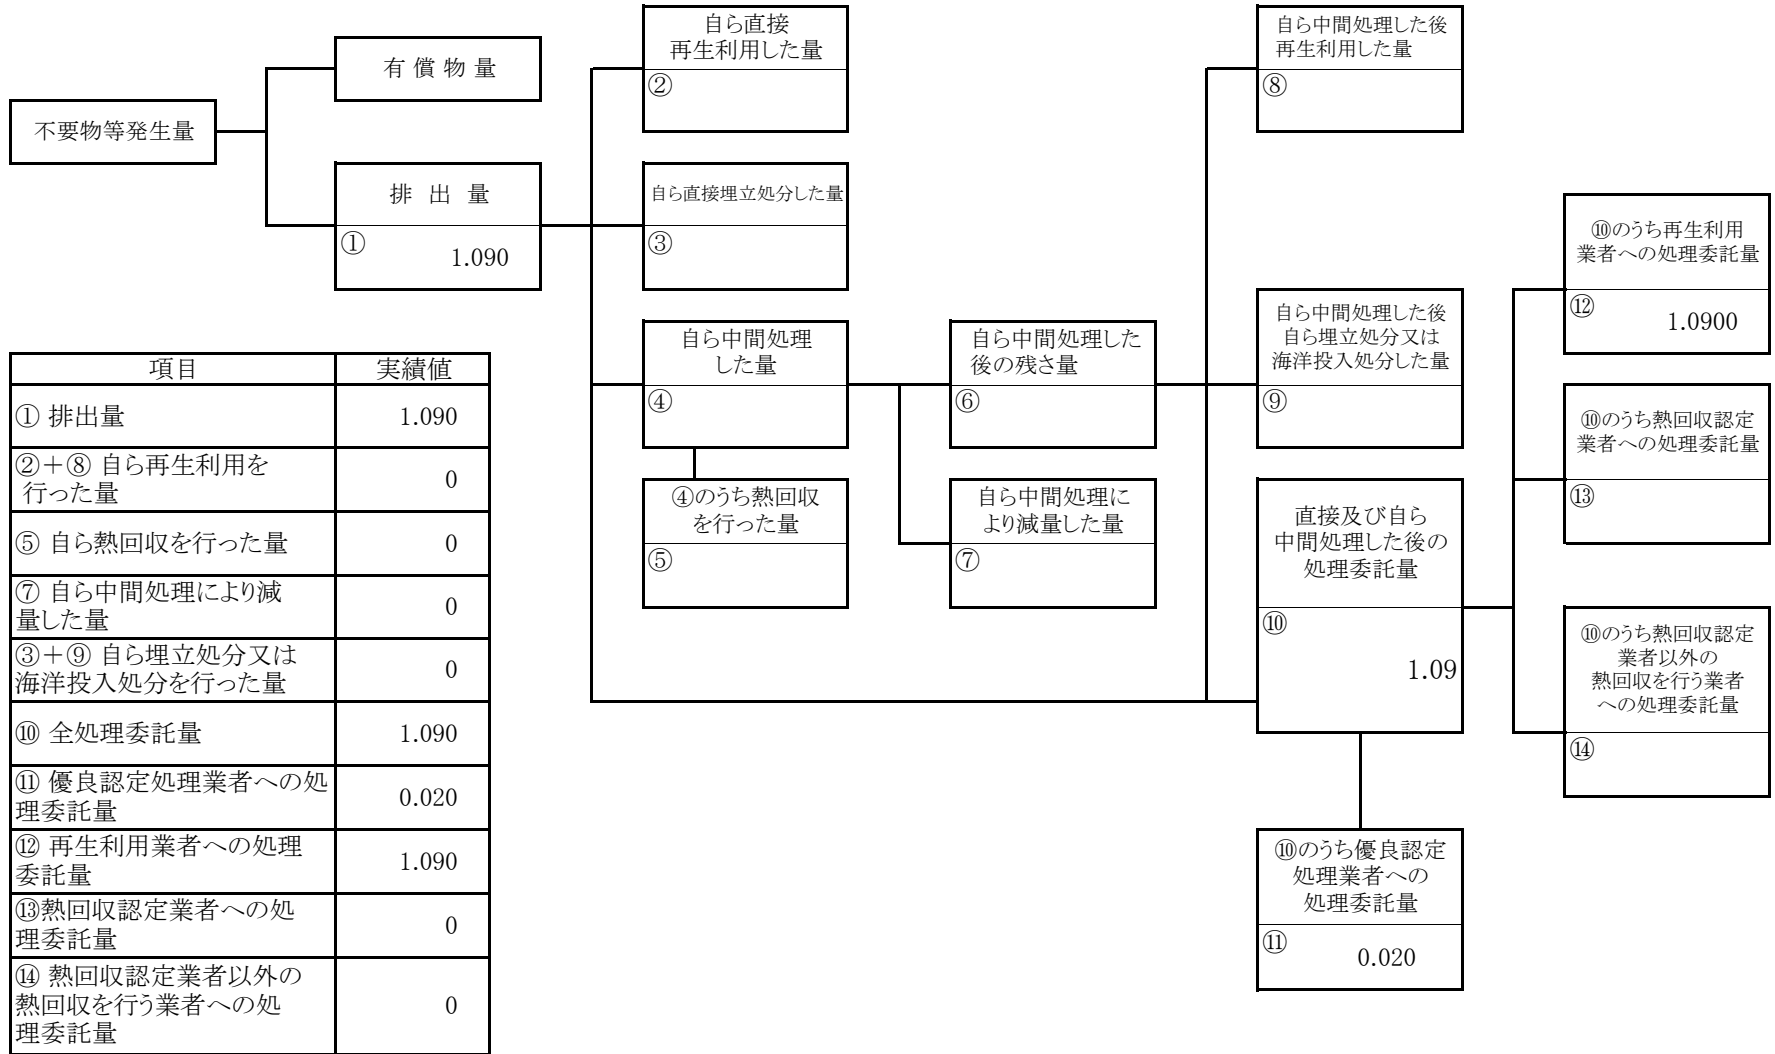 不要物等発生量
有 償 物 量
排 出 量
①
1.090
自ら直接
再生利用した量
②
自ら直接埋立処分した量
③
自ら中間処理
した量
④
④のうち熱回収
を行った量
⑤
自ら中間処理した
後の残さ量
⑥
自ら中間処理に
より減量した量
⑦
自ら中間処理した後
再生利用した量
⑧
自ら中間処理した後
自ら埋立処分又は
海洋投入処分した量
⑨
直接及び自ら
中間処理した後の
処理委託量
⑩
1.09
⑩のうち優良認定
処理業者への
処理委託量
⑪
0.020
⑩のうち再生利用
業者への処理委託量
⑫
1.0900
⑩のうち熱回収認定
業者への処理委託量
⑬
⑩のうち熱回収認定
業者以外の
熱回収を行う業者
への処理委託量
⑭
項目 実績値
① 排出量 1.090
②＋⑧ 自ら再生利用を
行った量 0
⑤ 自ら熱回収を行った量 0
⑦ 自ら中間処理により減
量した量 0
③＋⑨ 自ら埋立処分又は
海洋投入処分を行った量 0
⑩ 全処理委託量 1.090
⑪ 優良認定処理業者への処
理委託量 0.020
⑫ 再生利用業者への処理
委託量 1.090
⑬熱回収認定業者への処
理委託量 0
⑭ 熱回収認定業者以外の
熱回収を行う業者への処
理委託量 0